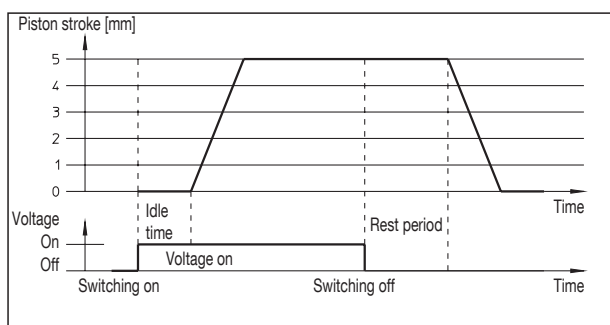 Piston stroke [mm]
5
4
3
2
1
0
Time
Voltage
On
Off
Idle
time
Rest period
Voltage on
Switching on
Switching off
Time